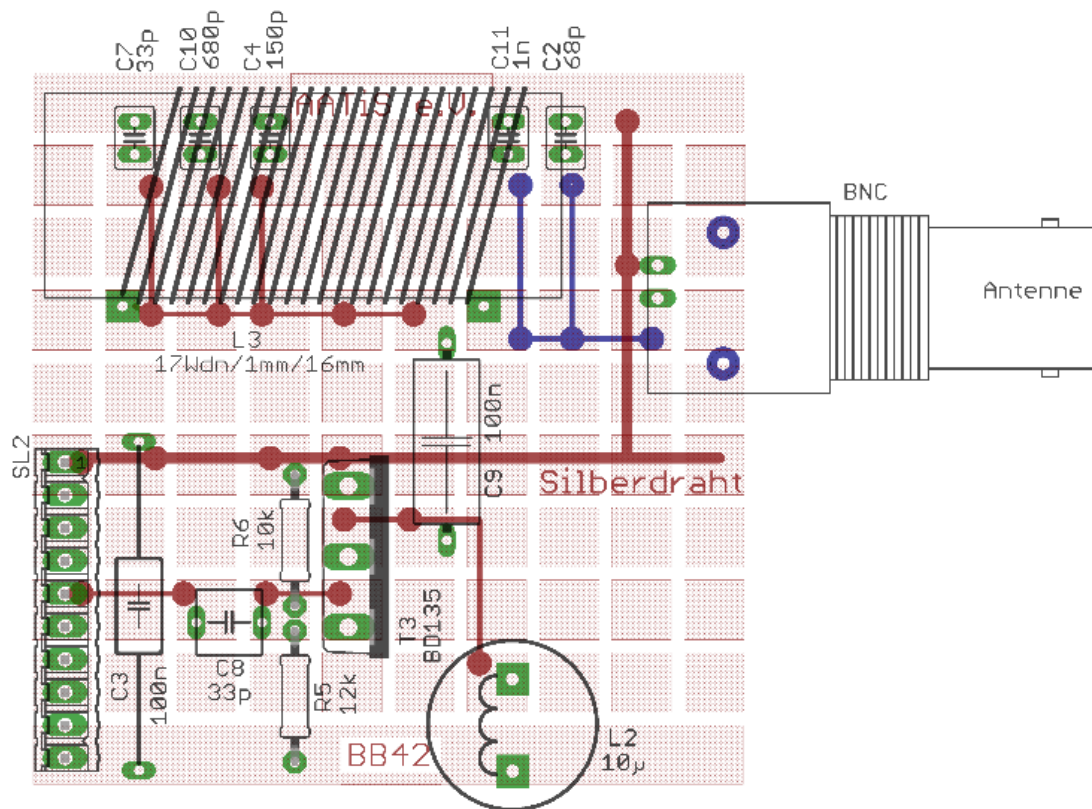 C7
33p
C10
680p
C4
150p
C11
1n
C2
68p
AATiS e.V.
BNC
Antenne
L3
17Wdn/1mm/16mm
100n
C9
SL2
1
Silberdraht
R6
10k
T3
BD135
C3
100n
C8
33p
R5
12k
BB42
L2
10µ